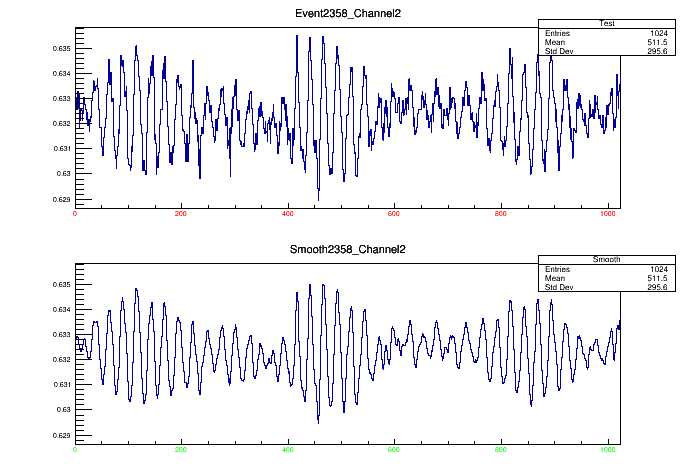 Event2358_Channel2
Test
Entries 1024
Mean 511.5
Std Dev 295.6
0.635
0.634
0.633
0.632
0.631
0.63
0.629
0 200 400 600 800 1000
Smooth2358_Channel2
Smooth
Entries 1024
Mean 511.5
Std Dev 295.6
0.635
0.634
0.633
0.632
0.631
0.63
0.629
0 200 400 600 800 1000